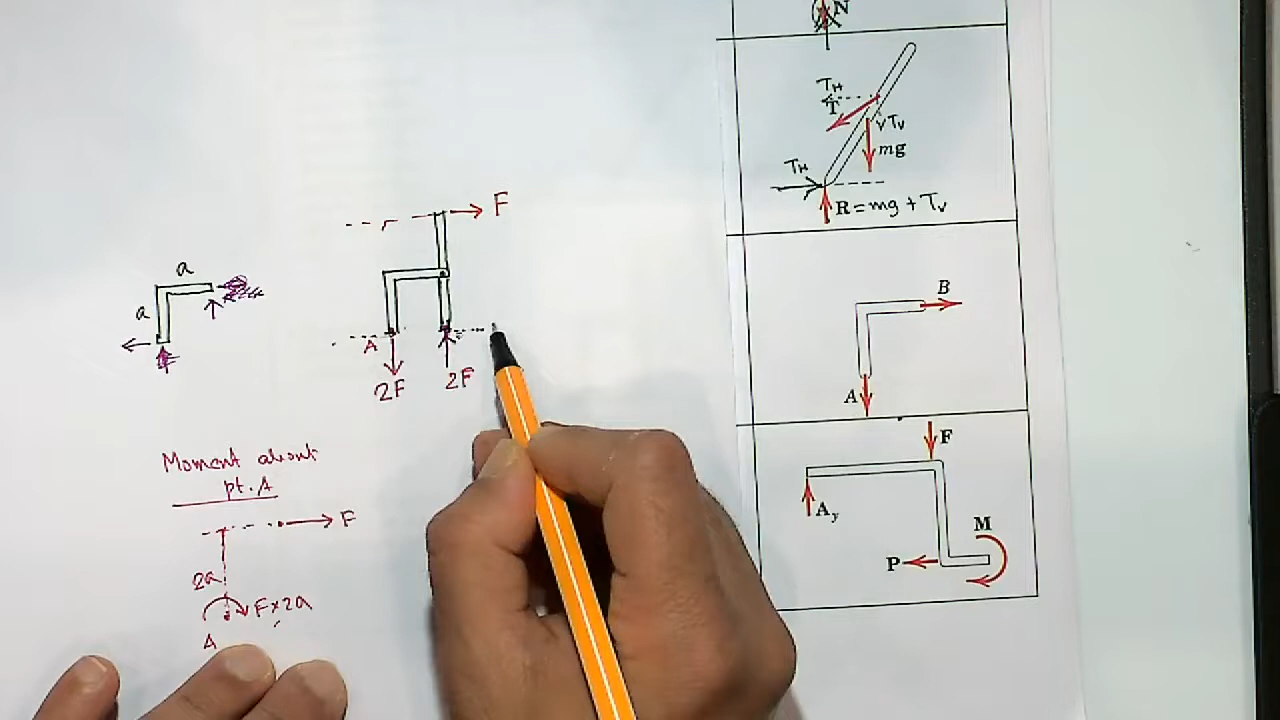 a
a
F
A
2F
2F
Moment about
pt. A
F
2a
F×2a
A
N
T_H
T
T_V
mg
T_H
R=mg+T_V
B
A
F
A_y
M
P